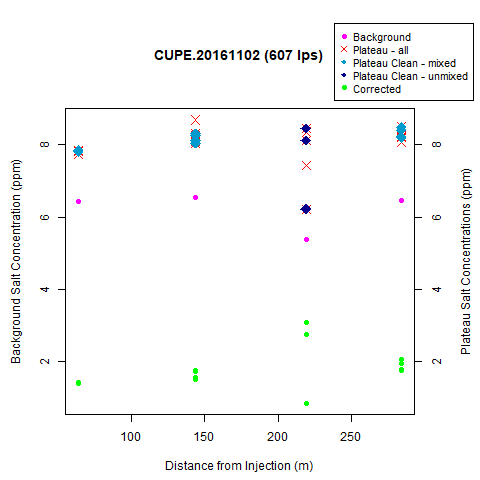 CUPE.20161102 (607 lps)
Background
Plateau - all
Plateau Clean - mixed
Plateau Clean - unmixed
Corrected
Background Salt Concentration (ppm)
8
6
4
2
8
6
4
2
Plateau Salt Concentrations (ppm)
100 150 200 250
Distance from Injection (m)